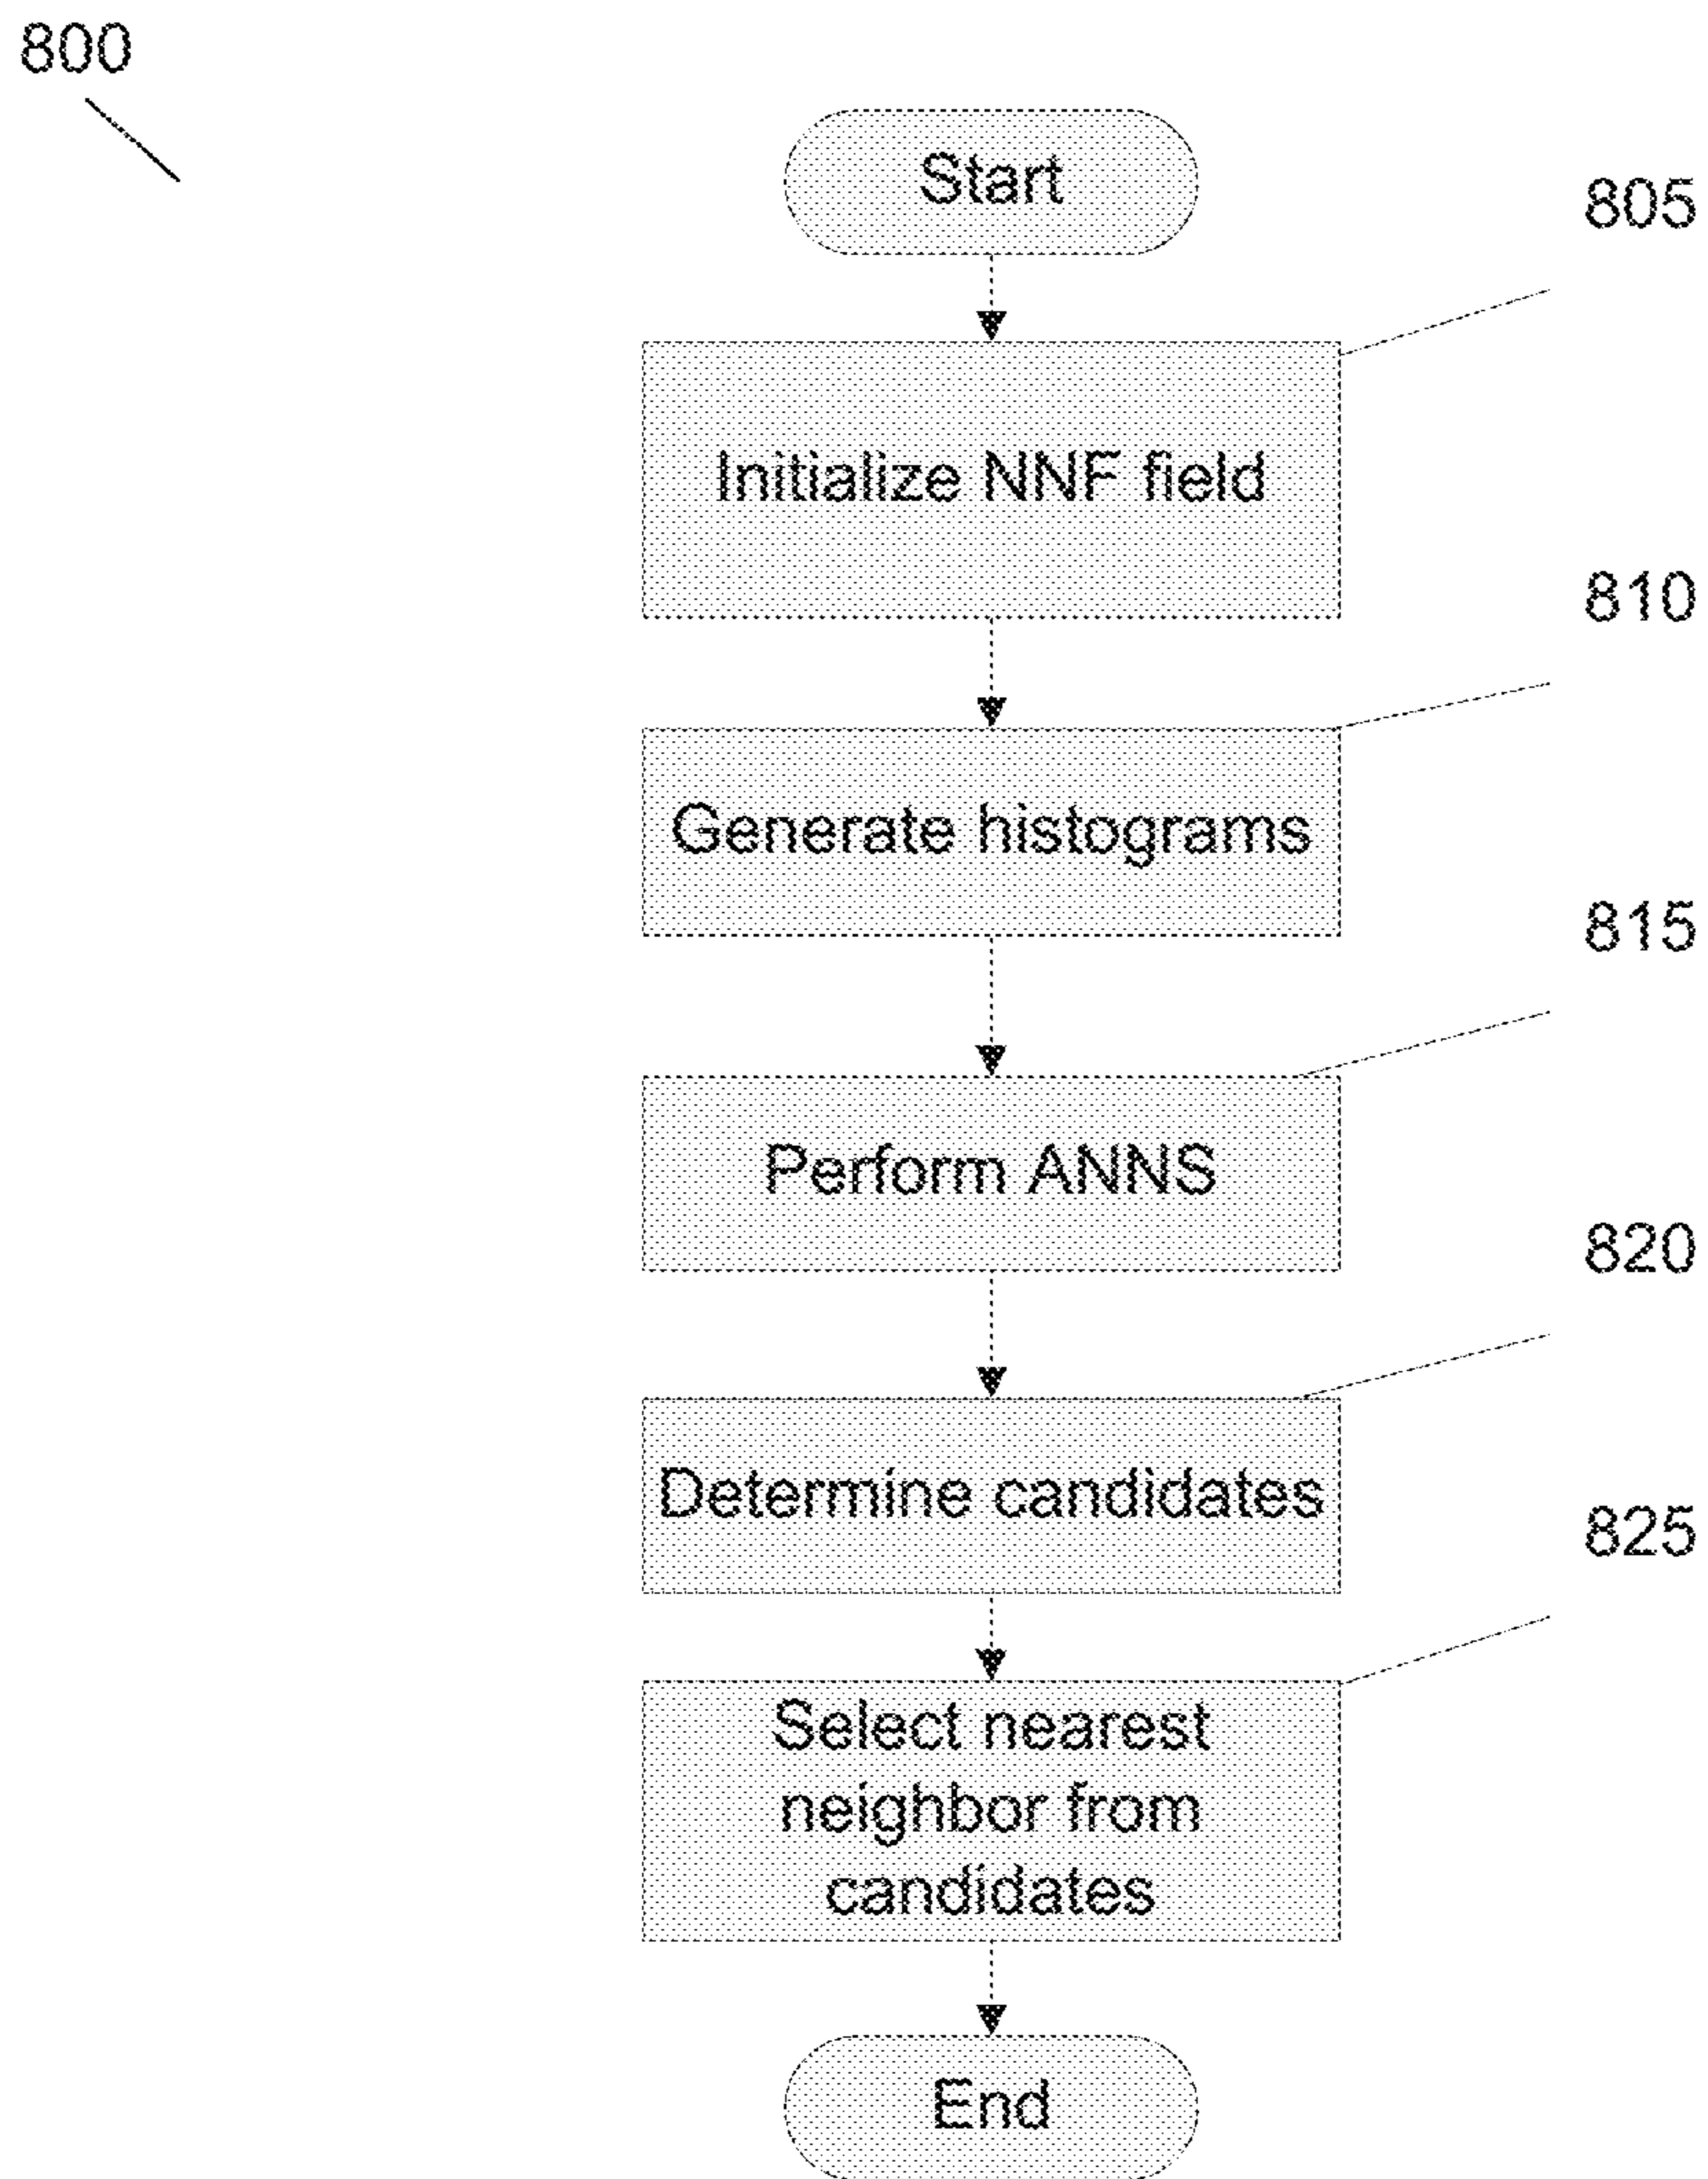 800
Start
805
Initialize NNF field
810
Generate histograms
815
Perform ANNS
820
Determine candidates
825
Select nearest
neighbor from
candidates
End